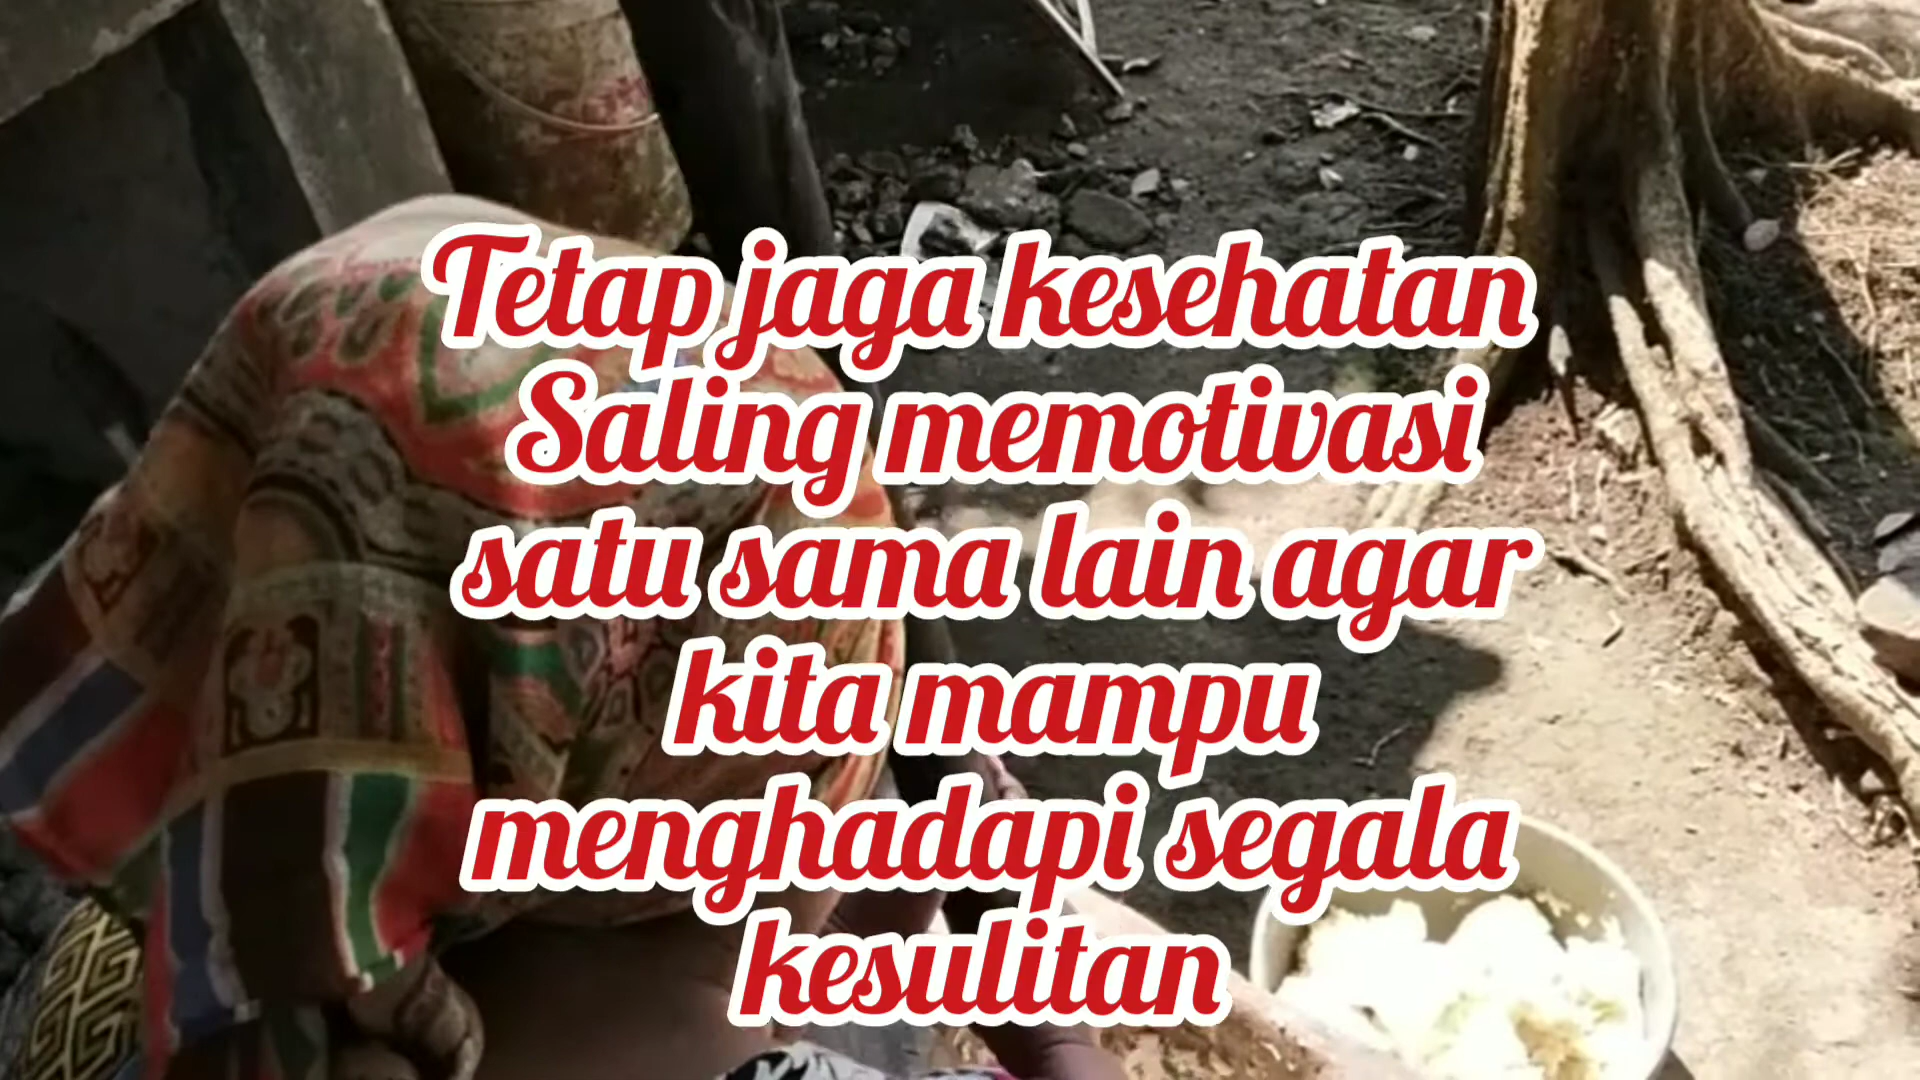 Tetap jaga kesehatan
Saling memotivasi
satu sama lain agar
kita mampu
menghadapi segala
kesulitan